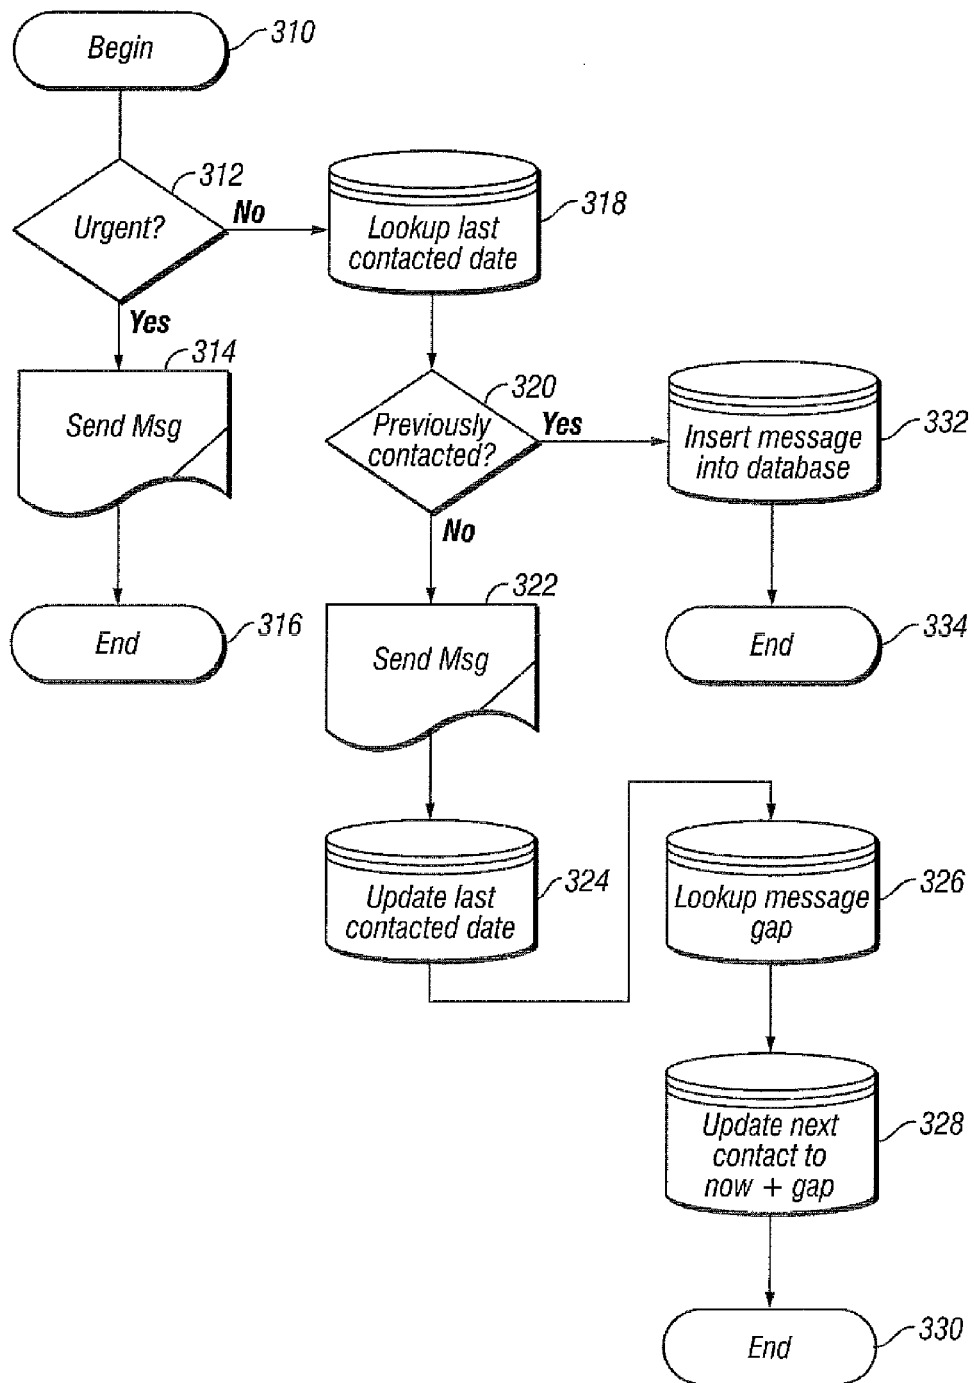 Begin
310
312
Urgent?
No
Yes
Lookup last
contacted date
318
314
Send Msg
End
316
320
Previously
contacted?
Yes
No
Insert message
into database
332
End
334
322
Send Msg
Update last
contacted date
324
Lookup message
gap
326
Update next
contact to
now + gap
328
End
330